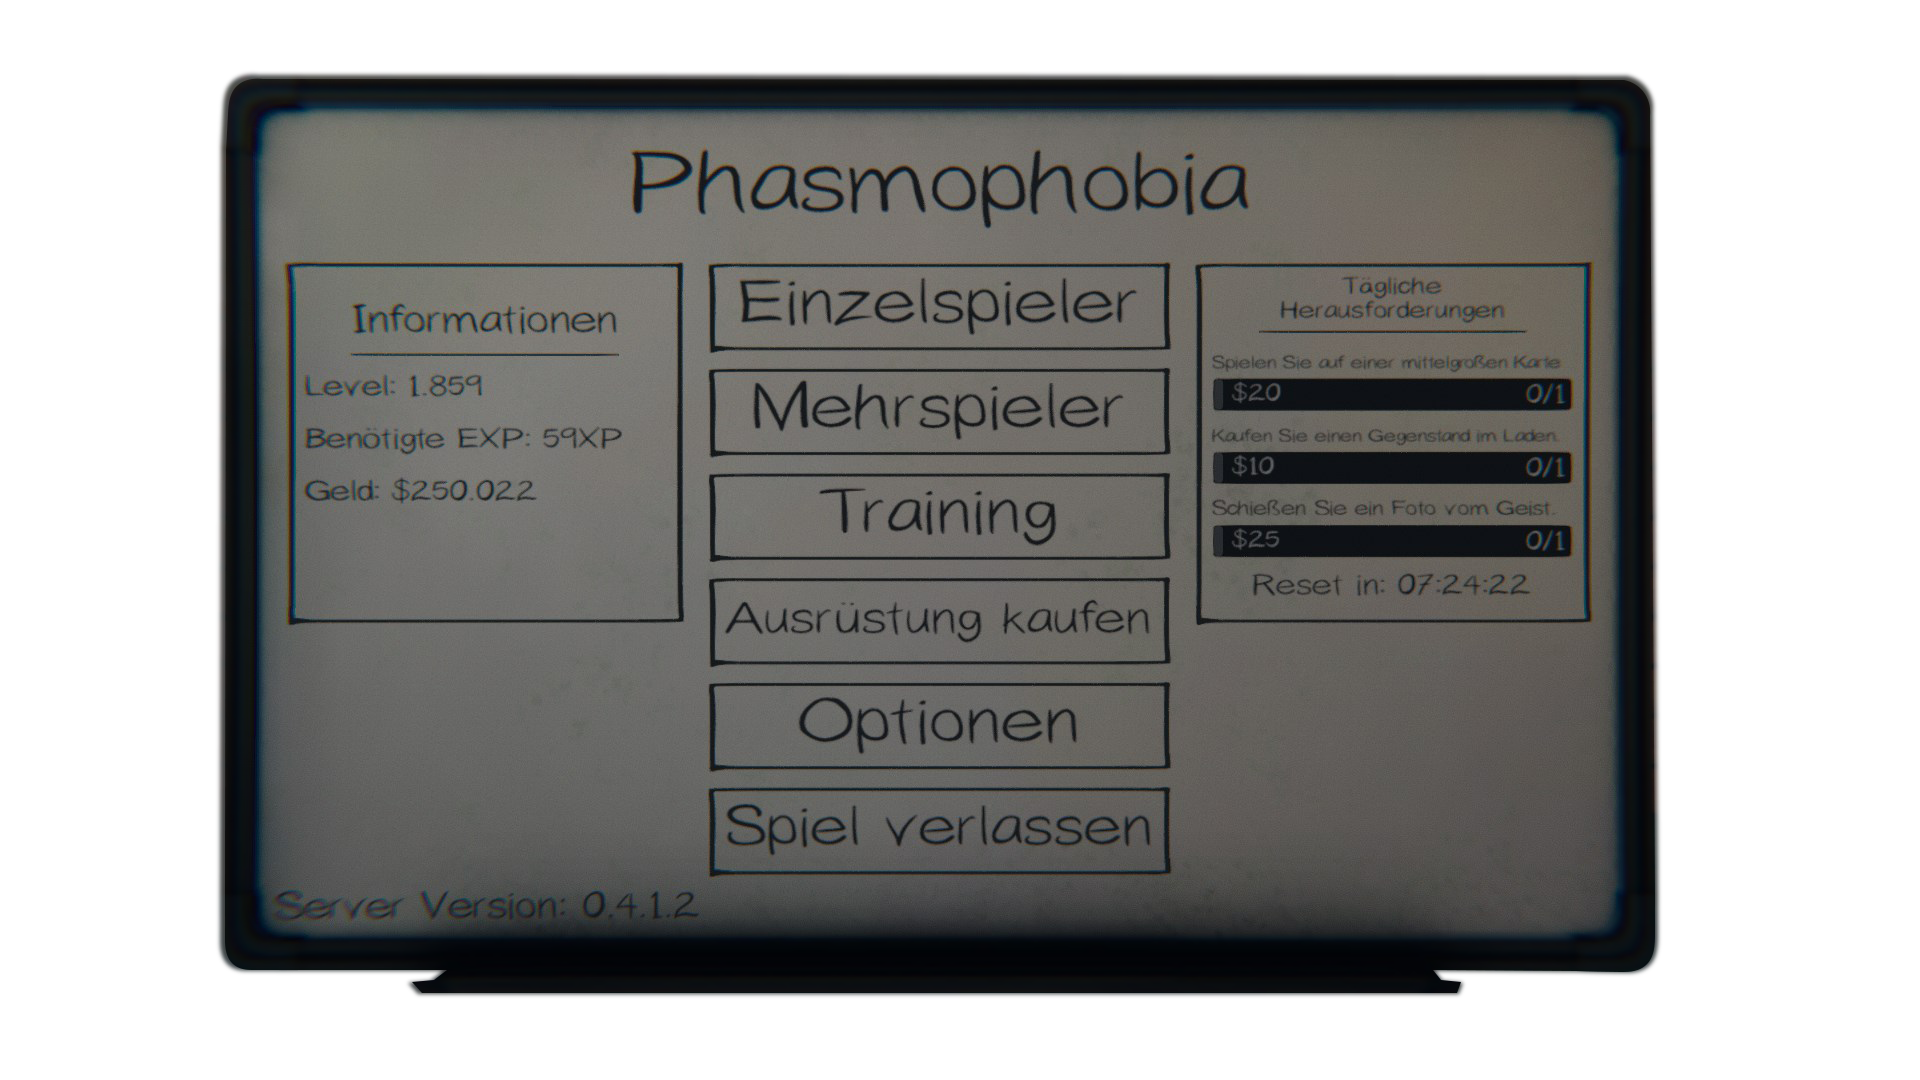 Phasmophobia
Informationen
Level: 1.859
Benötigte EXP: 59XP
Geld: $250.022
Einzelspieler
Mehrspieler
Training
Ausrüstung kaufen
Optionen
Spiel verlassen
Tägliche
Herausforderungen
Spielen Sie auf einer mittelgroßen Karte
$20 0/1
Kaufen Sie einen Gegenstand im Laden.
$10 0/1
Schießen Sie ein Foto vom Geist.
$25 0/1
Reset in: 07:24:22
Server Version: 0.4.1.2